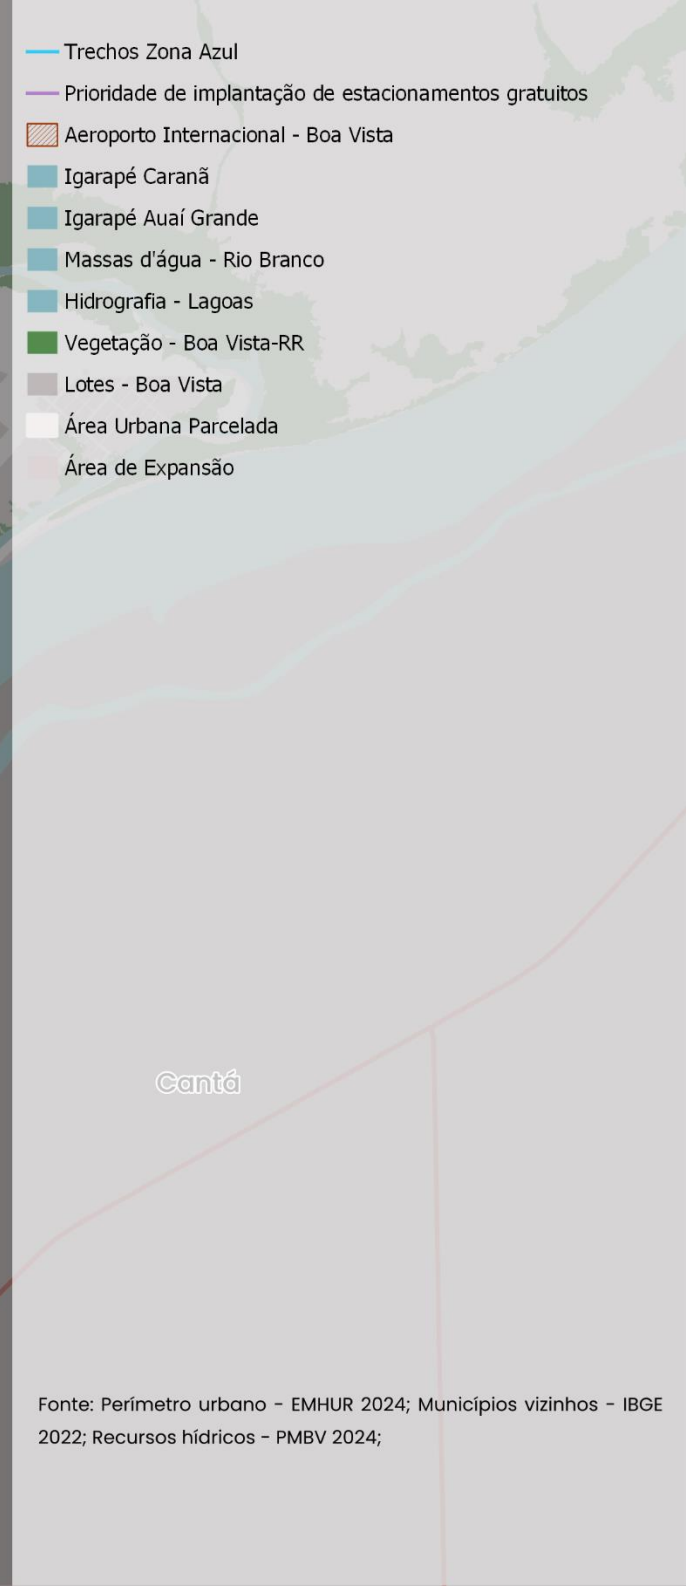 Trechos Zona Azul
Prioridade de implantação de estacionamentos gratuitos
Aeroporto Internacional - Boa Vista
Igarapé Caranã
Igarapé Auaí Grande
Massas d'água - Rio Branco
Hidrografia - Lagoas
Vegetação - Boa Vista-RR
Lotes - Boa Vista
Área Urbana Parcelada
Área de Expansão
Cantá
Fonte: Perímetro urbano - EMHUR 2024; Municípios vizinhos - IBGE
2022; Recursos hídricos - PMBV 2024;